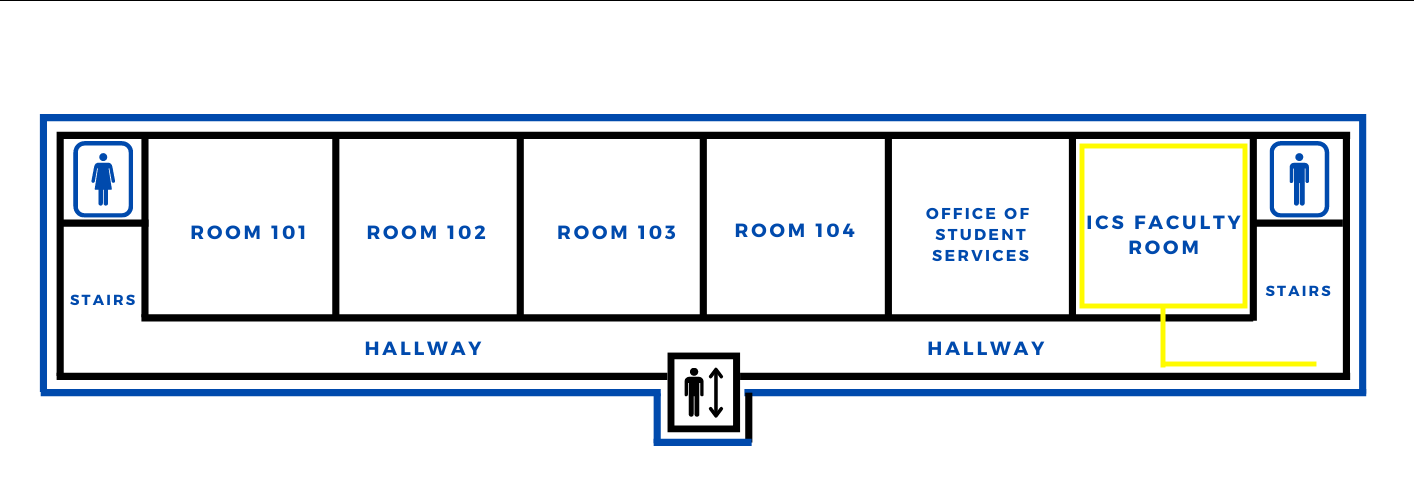 ROOM 101
ROOM 102
ROOM 103
ROOM 104
OFFICE OF
STUDENT
SERVICES
ICS FACULTY
ROOM
STAIRS
STAIRS
HALLWAY
HALLWAY